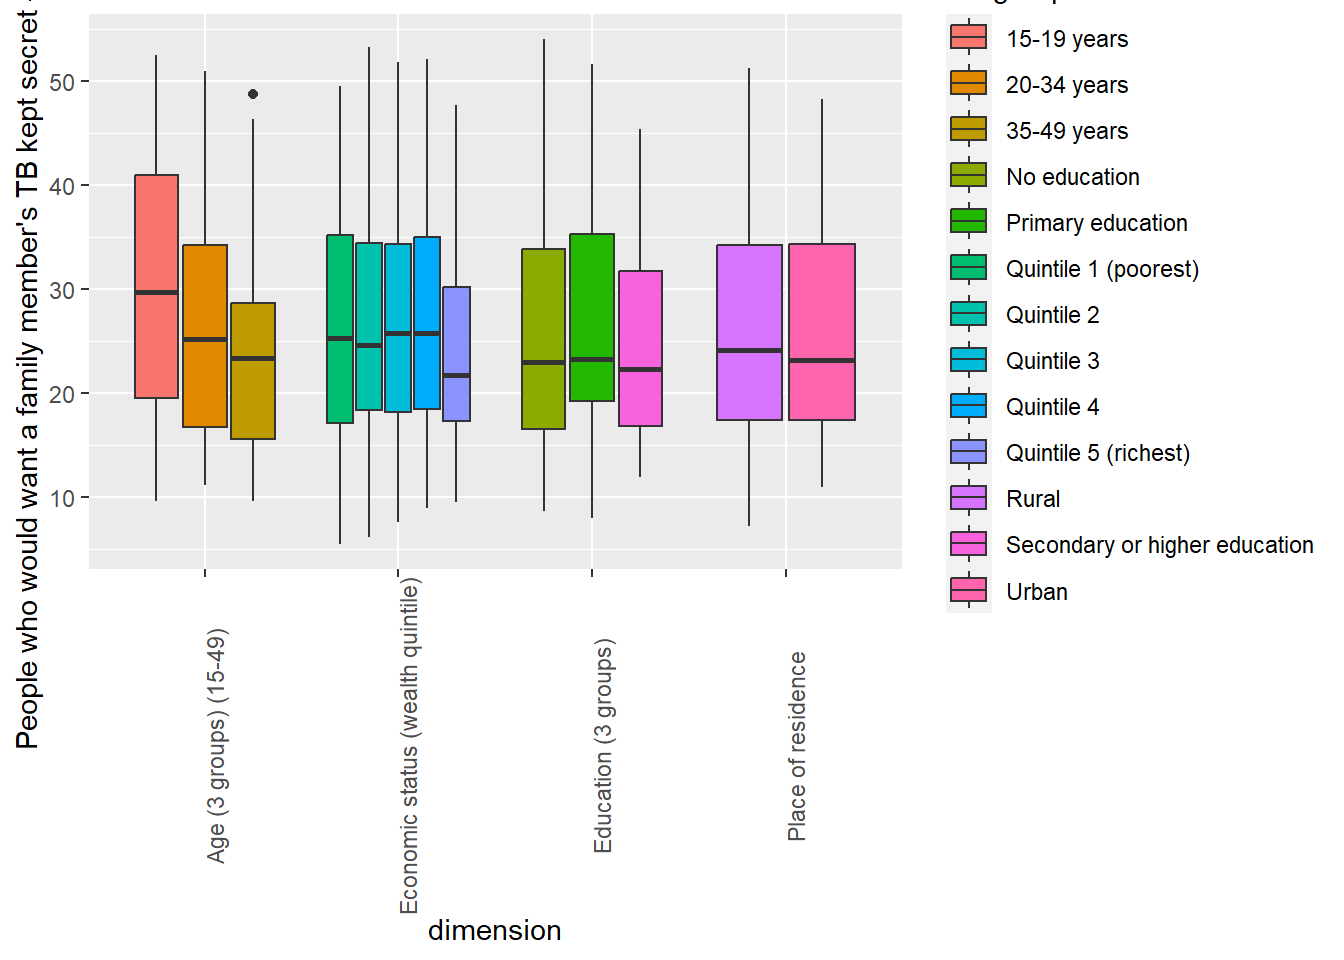 People who would want a family member's TB kept secret
50
40
30
20
10
Age (3 groups) (15-49)
Economic status (wealth quintile)
Education (3 groups)
Place of residence
dimension
15-19 years
20-34 years
35-49 years
No education
Primary education
Quintile 1 (poorest)
Quintile 2
Quintile 3
Quintile 4
Quintile 5 (richest)
Rural
Secondary or higher education
Urban